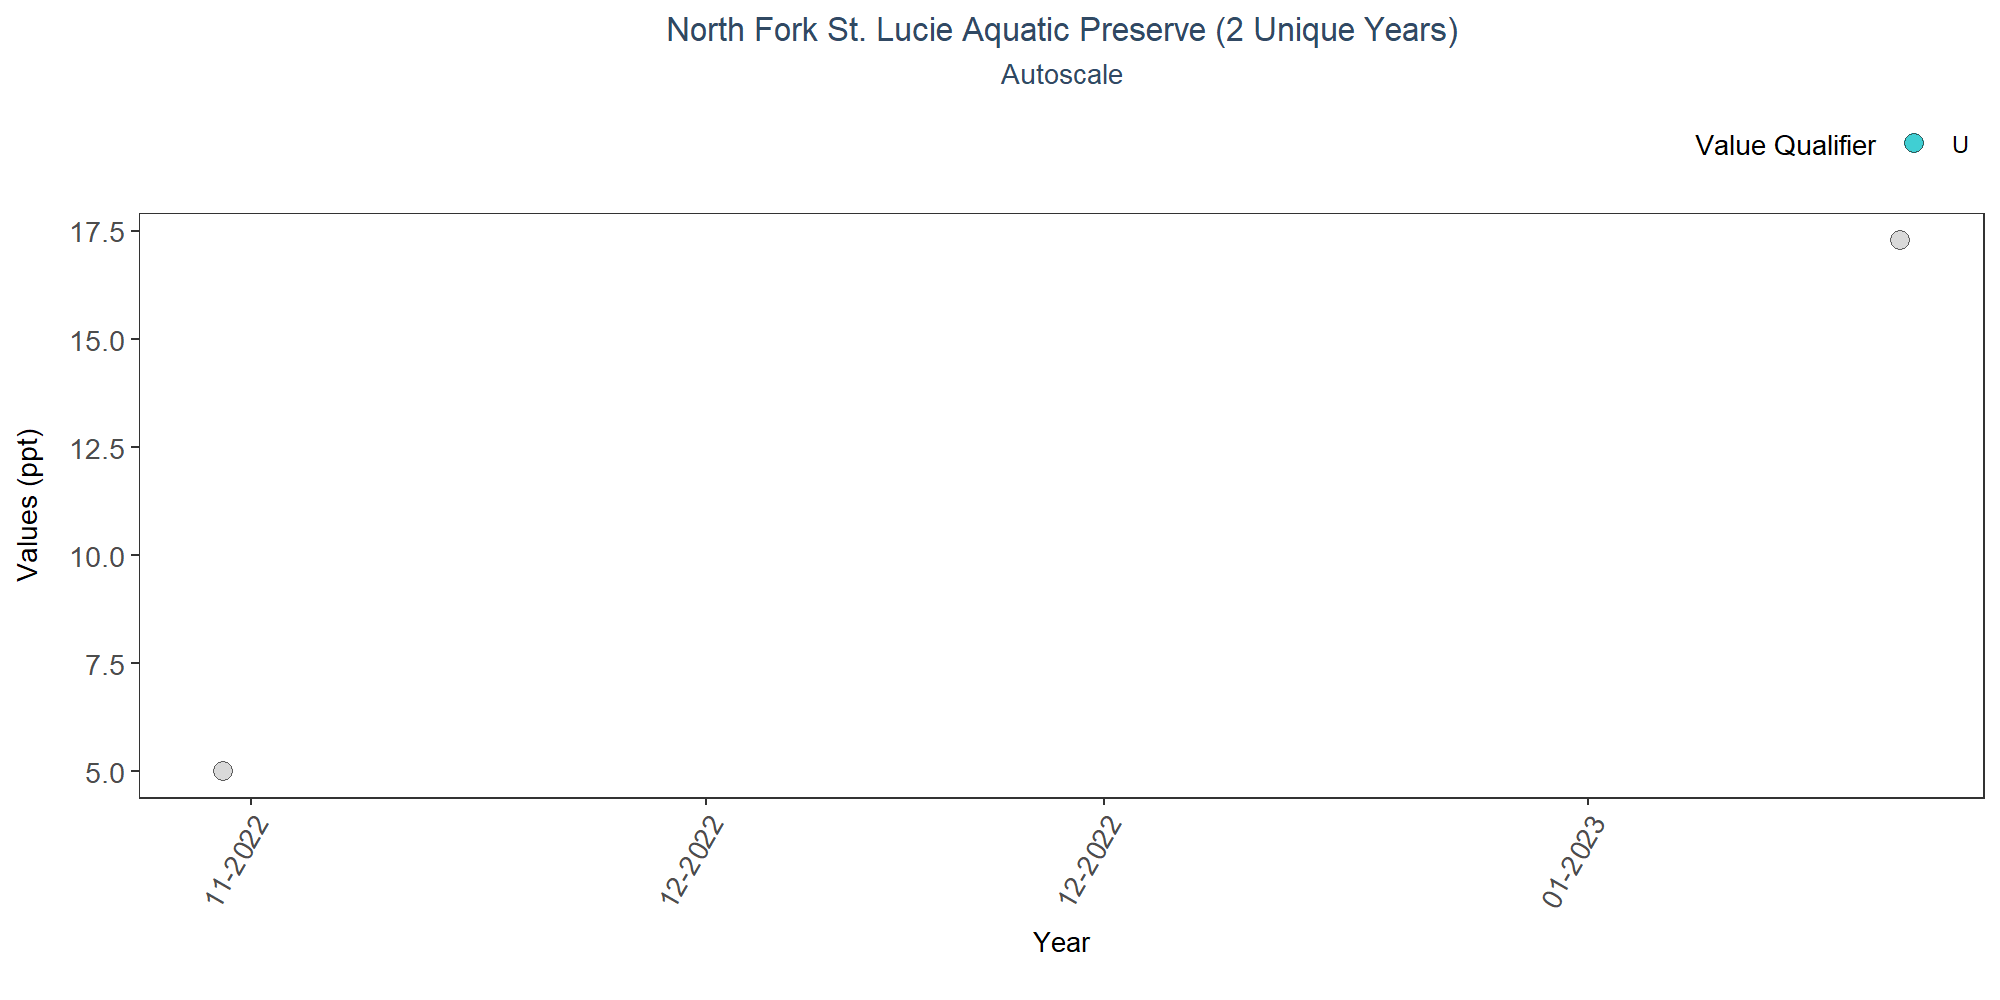 North Fork St. Lucie Aquatic Preserve (2 Unique Years)
Autoscale
Value Qualifier U
17.5
15.0
12.5
10.0
7.5
5.0
Values (ppt)
11-2022
12-2022
12-2022
01-2023
Year